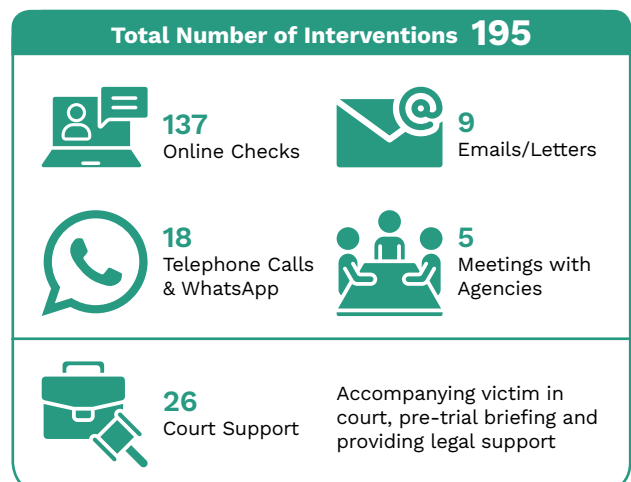 Total Number of Interventions 195
137
Online Checks
@
9
Emails/Letters
18
Telephone Calls
& WhatsApp
5
Meetings with
Agencies
26
Court Support
Accompanying victim in
court, pre-trial briefing and
providing legal support